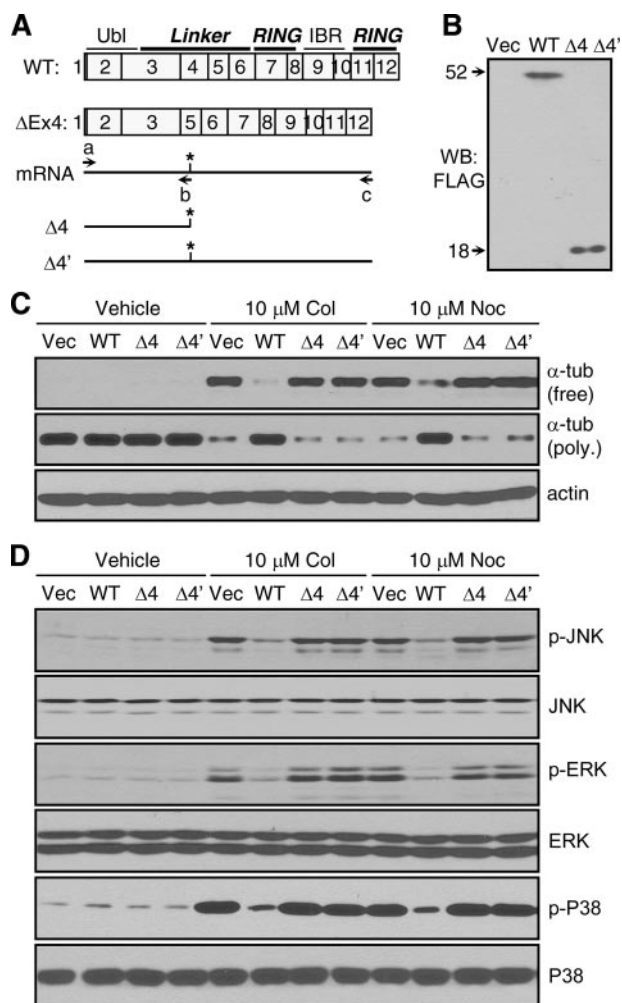 A
Ubl Linker RING IBR RING
WT: 1 2 3 4 5 6 7 8 9 10 11 12
ΔEx4: 1 2 3 5 6 7 8 9 10 11 12
a
*
mRNA
b c
*
Δ4
*
Δ4'
B
Vec WT Δ4 Δ4'
52
WB:
FLAG
18
C
Vehicle 10 μM Col 10 μM Noc
Vec WT Δ4 Δ4' Vec WT Δ4 Δ4' Vec WT Δ4 Δ4'
α-tub
(free)
α-tub
(poly.)
actin
D
Vehicle 10 μM Col 10 μM Noc
Vec WT Δ4 Δ4' Vec WT Δ4 Δ4' Vec WT Δ4 Δ4'
p-JNK
JNK
p-ERK
ERK
p-P38
P38